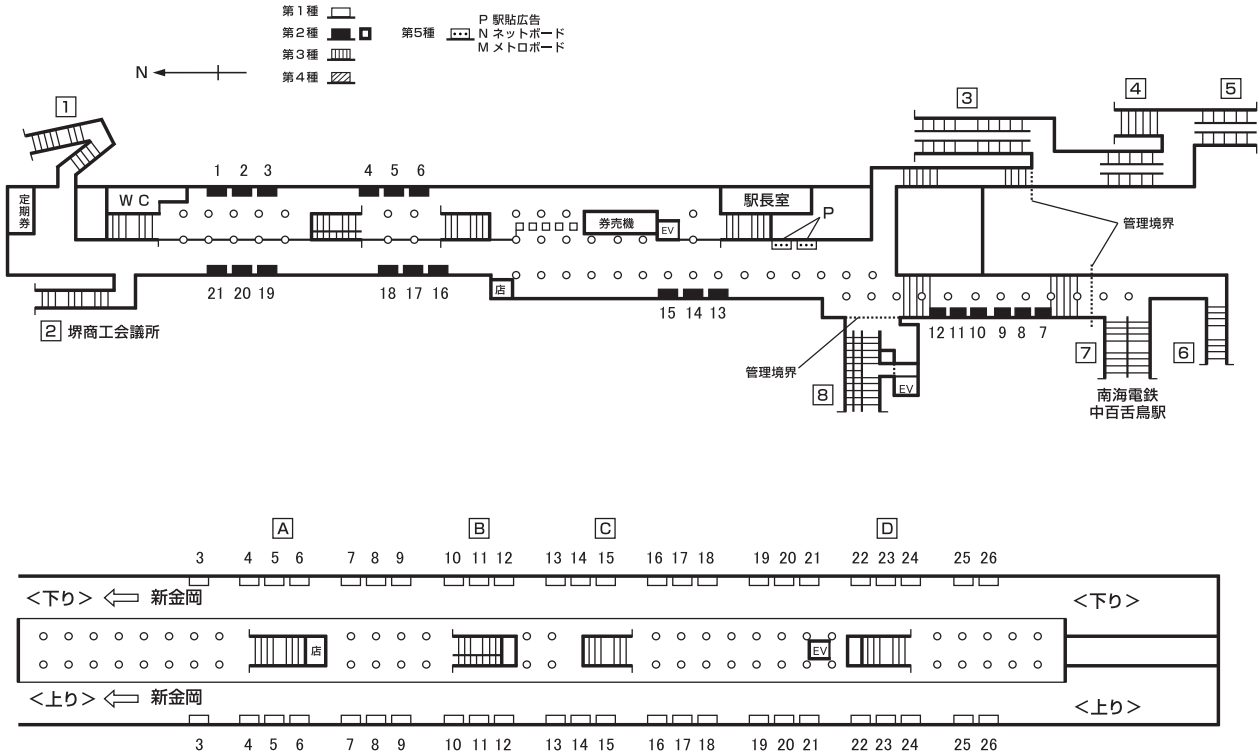 第1種
第2種
第3種
第4種
第5種
P 駅貼広告
N ネットボード
M メトロボード
N
1
3
4
5
定期券
WC
1 2 3
4 5 6
券売機
EV
駅長室
P
管理境界
21 20 19
18 17 16
店
15 14 13
12 11 10 9 8 7
2 堺商工会議所
管理境界
8
EV
7
6
南海電鉄
中百舌鳥駅
A B C D
3 4 5 6 7 8 9 10 11 12 13 14 15 16 17 18 19 20 21 22 23 24 25 26
<下り> 新金岡
<下り>
店
EV
<上り> 新金岡
<上り>
3 4 5 6 7 8 9 10 11 12 13 14 15 16 17 18 19 20 21 22 23 24 25 26